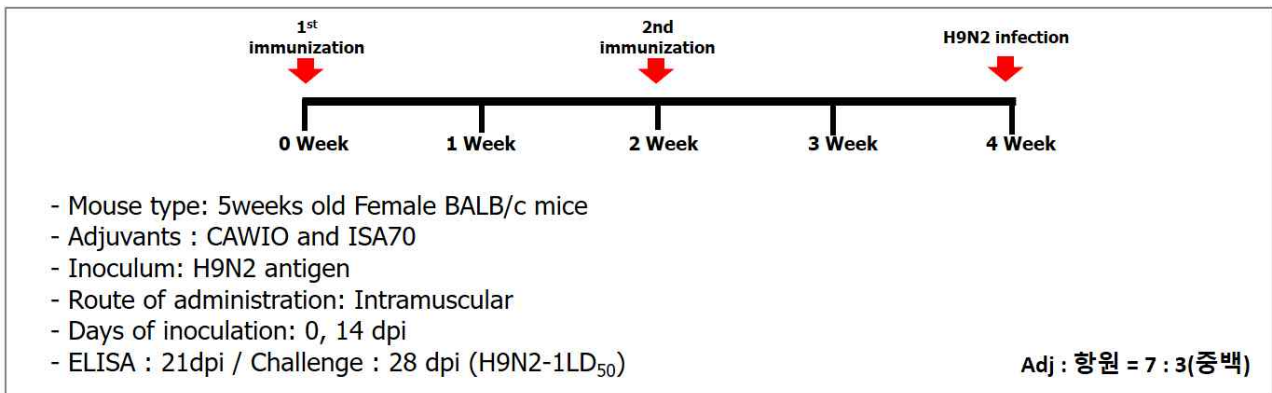 1st
immunization
2nd
immunization
H9N2 infection
0 Week
1 Week
2 Week
3 Week
4 Week
- Mouse type: 5weeks old Female BALB/c mice
- Adjuvants : CAWIO and ISA70
- Inoculum: H9N2 antigen
- Route of administration: Intramuscular
- Days of inoculation: 0, 14 dpi
- ELISA : 21dpi / Challenge : 28 dpi (H9N2-1LD50)
Adj : 항원 = 7 : 3(중백)